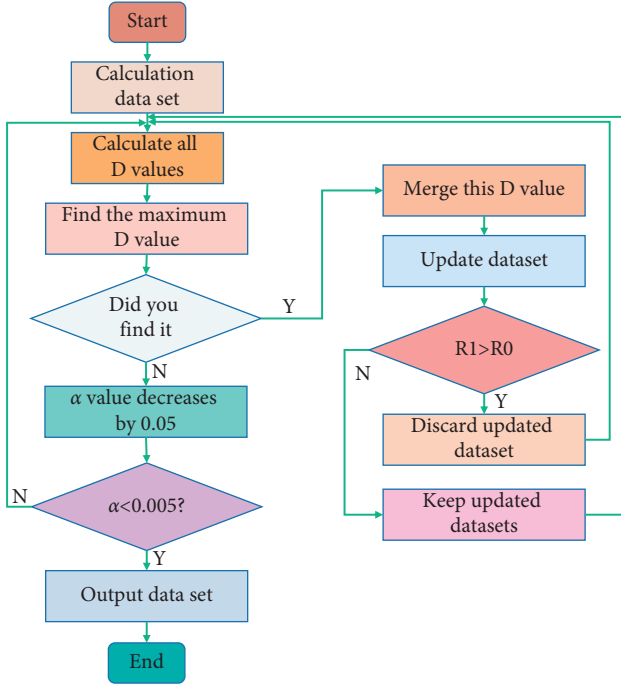 Start
Calculation
data set
Calculate all
D values
Find the maximum
D value
Did you
find it
Y
N
α value decreases
by 0.05
α<0.005?
N
Y
Output data set
End
Merge this D value
Update dataset
R1>R0
N
Y
Discard updated
dataset
Keep updated
datasets